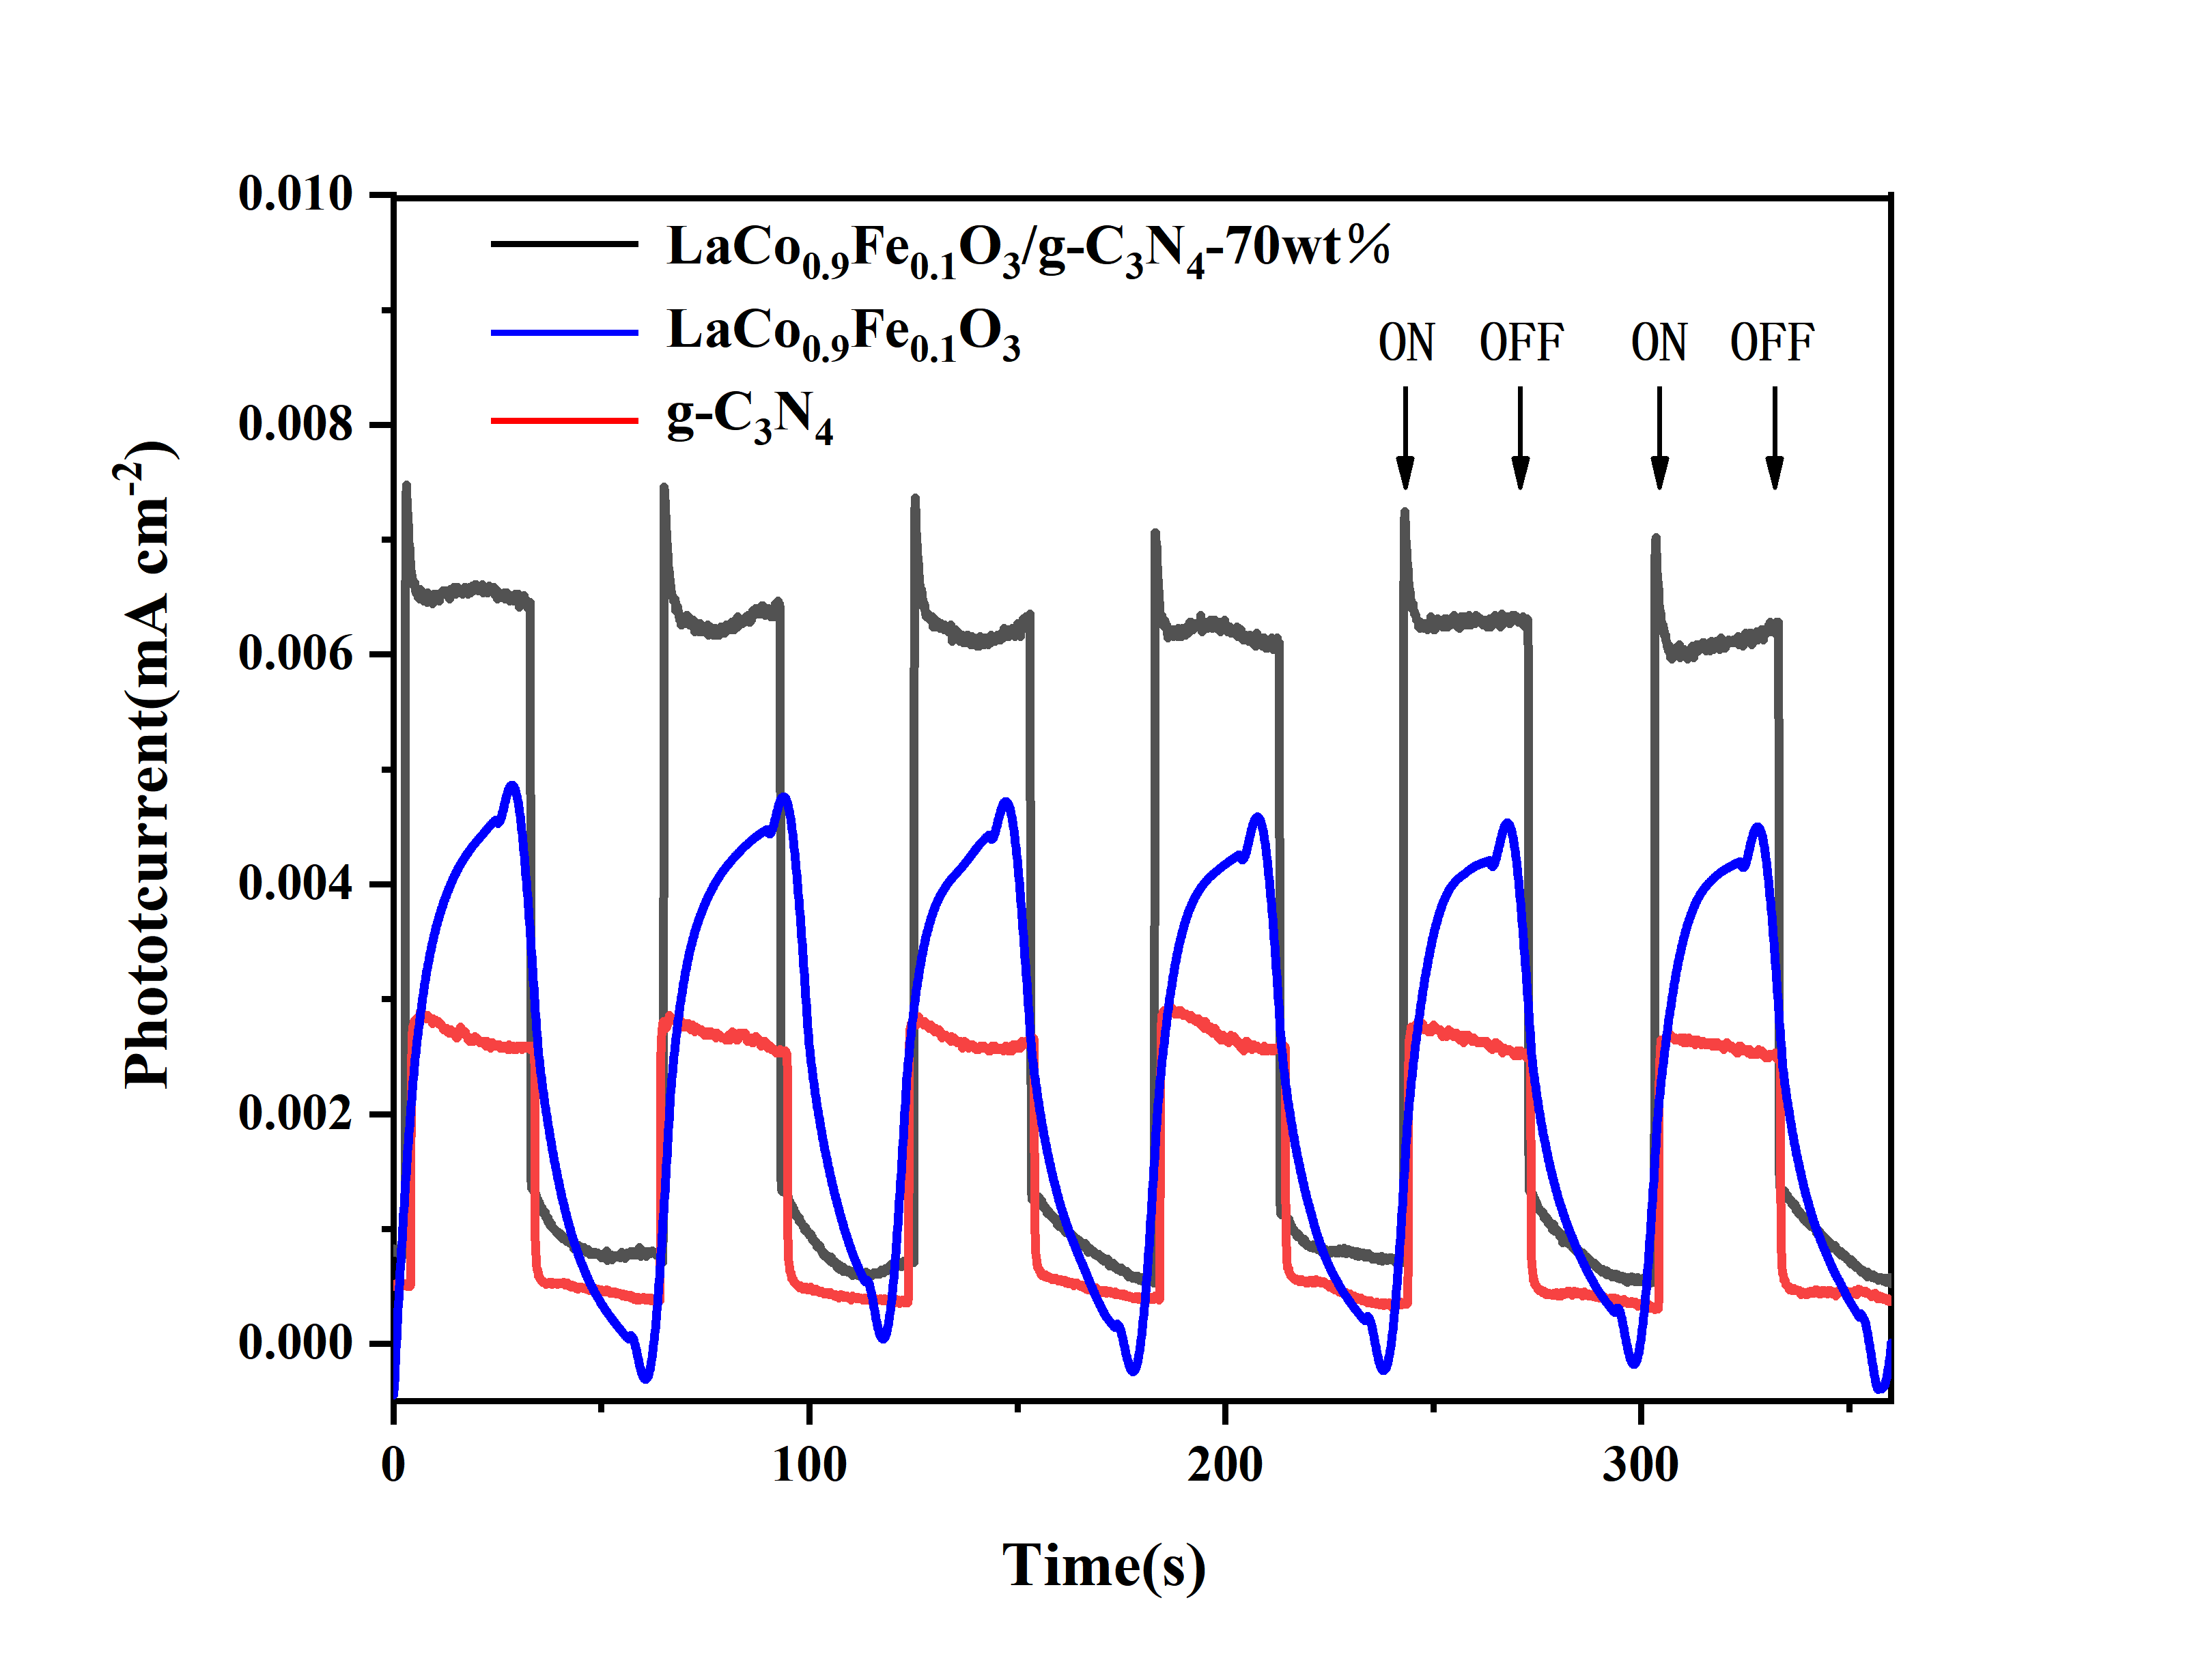 0.010
0.008
0.006
0.004
0.002
0.000
Phototcurrent(mA cm⁻²)
LaCo₀.₉Fe₀.₁O₃/g-C₃N₄-70wt%
LaCo₀.₉Fe₀.₁O₃
g-C₃N₄
ON OFF ON OFF
0 100 200 300
Time(s)